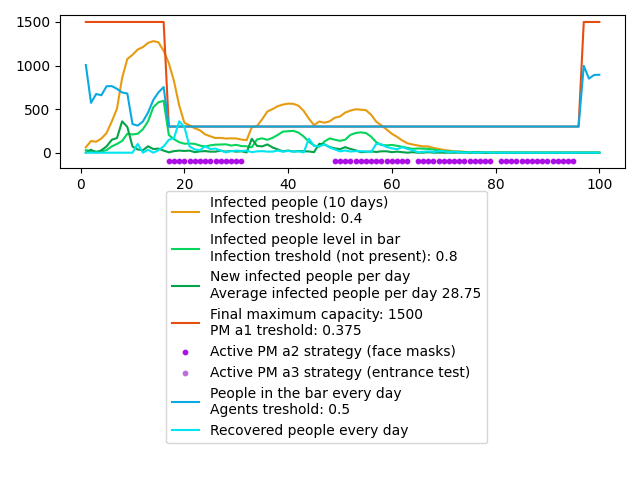 1500
1000
500
0
0 20 40 60 80 100
Infected people (10 days)
Infection treshold: 0.4
Infected people level in bar
Infection treshold (not present): 0.8
New infected people per day
Average infected people per day 28.75
Final maximum capacity: 1500
PM a1 treshold: 0.375
Active PM a2 strategy (face masks)
Active PM a3 strategy (entrance test)
People in the bar every day
Agents treshold: 0.5
Recovered people every day